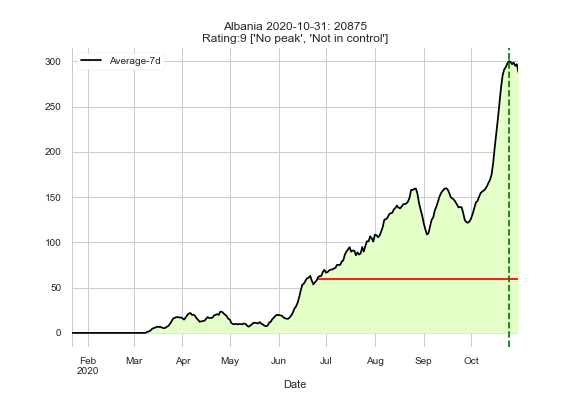 Albania 2020-10-31: 20875
Rating:9 ['No peak', 'Not in control']
Average-7d
300
250
200
150
100
50
0
Feb Mar Apr May Jun Jul Aug Sep Oct
2020
Date